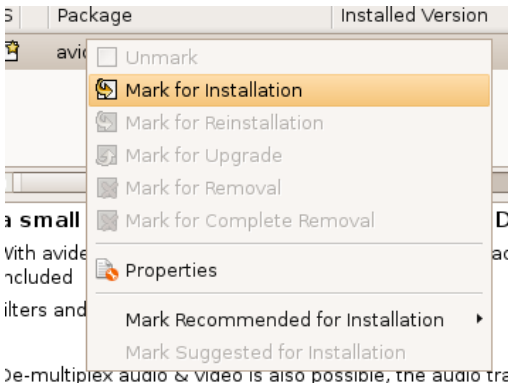 S Package Installed Version
avid
Unmark
Mark for Installation
Mark for Reinstallation
Mark for Upgrade
Mark for Removal
Mark for Complete Removal
a small D
With avide ac
ncluded
Properties
ilters and
Mark Recommended for Installation
Mark Suggested for Installation
De-multiplex audio & video is also possible, the audio tra